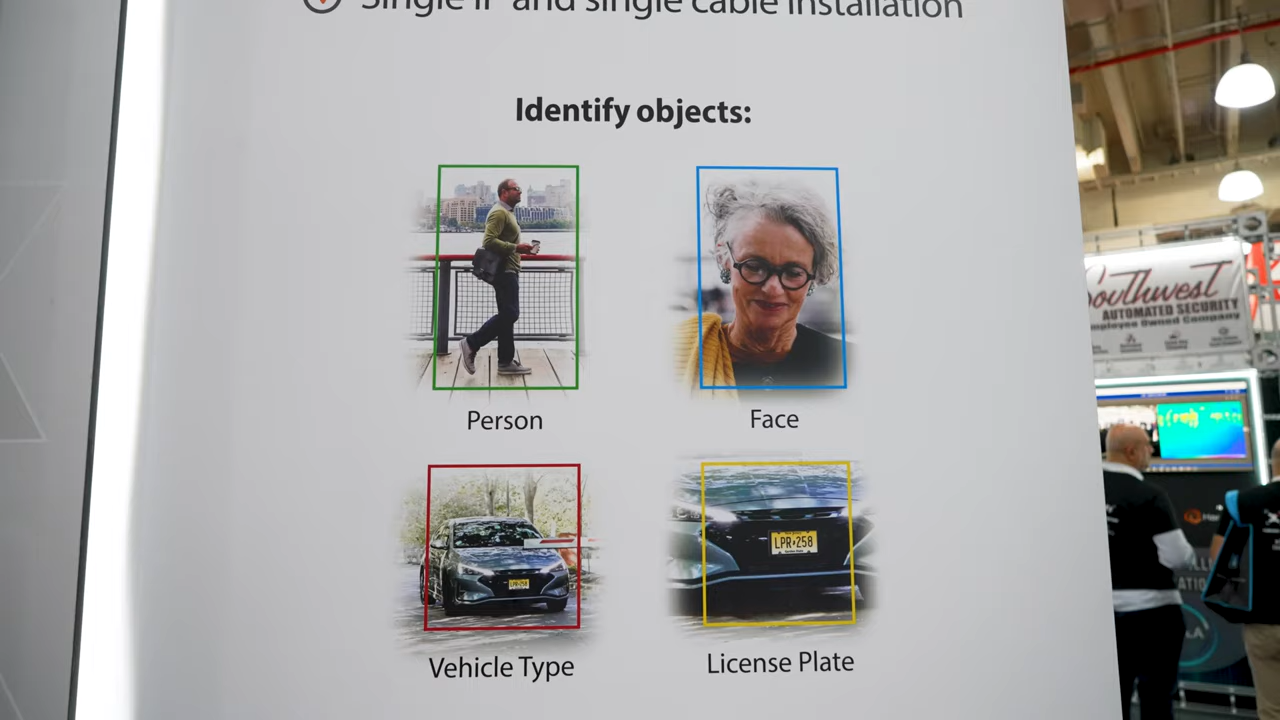 Single IP and single cable installation
Identify objects:
Person
Face
LPR 258
Vehicle Type
License Plate
Southwest
AUTOMATED SECURITY
Employee Owned Company